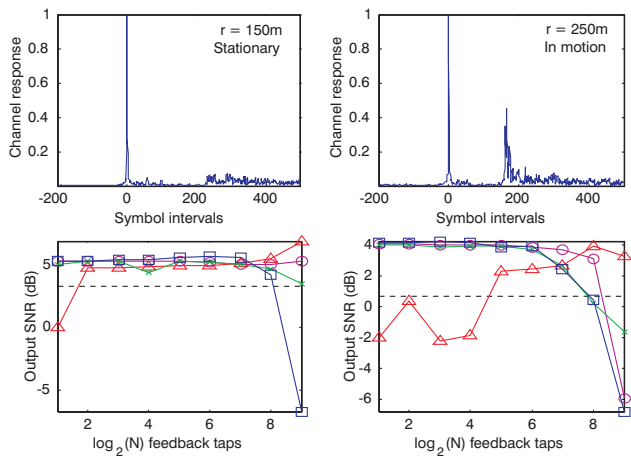 r = 150m
Stationary
1
0.8
0.6
0.4
0.2
Channel response
-200
0
200
400
Symbol intervals
r = 250m
In motion
1
0.8
0.6
0.4
0.2
Channel response
-200
0
200
400
Symbol intervals
5
0
-5
Output SNR (dB)
2
4
6
8
log2(N) feedback taps
4
2
0
-2
-4
-6
Output SNR (dB)
2
4
6
8
log2(N) feedback taps